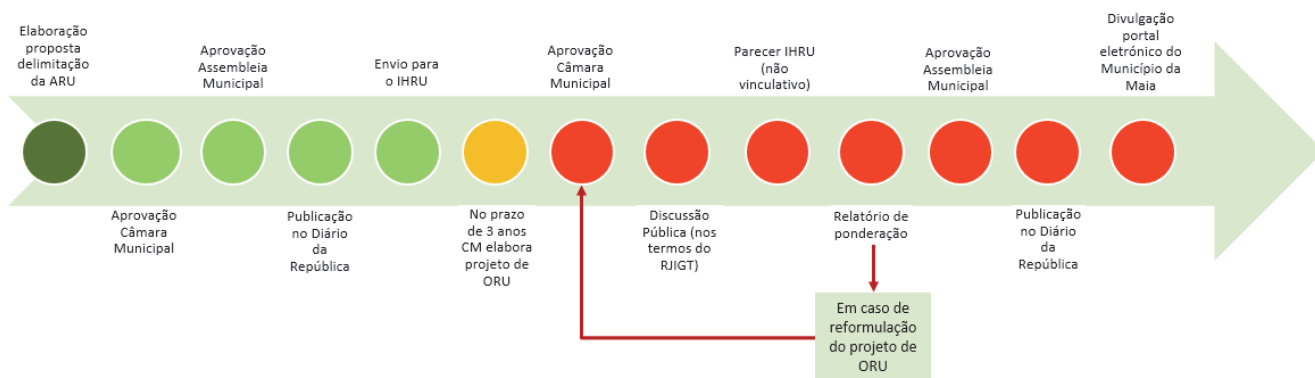 Elaboração
proposta
delimitação
da ARU
Aprovação
Câmara
Municipal
Aprovação
Assembleia
Municipal
Publicação
no Diário
da
República
Envio para
o IHRU
No prazo
de 3 anos
CM elabora
projeto de
ORU
Aprovação
Câmara
Municipal
Discussão
Pública (nos
termos do
RJIGT)
Parecer IHRU
(não
vinculativo)
Relatório de
ponderação
Em caso de
reformulação
do projeto de
ORU
Aprovação
Assembleia
Municipal
Publicação
no Diário
da
República
Divulgação
portal
eletrónico do
Município da
Maia